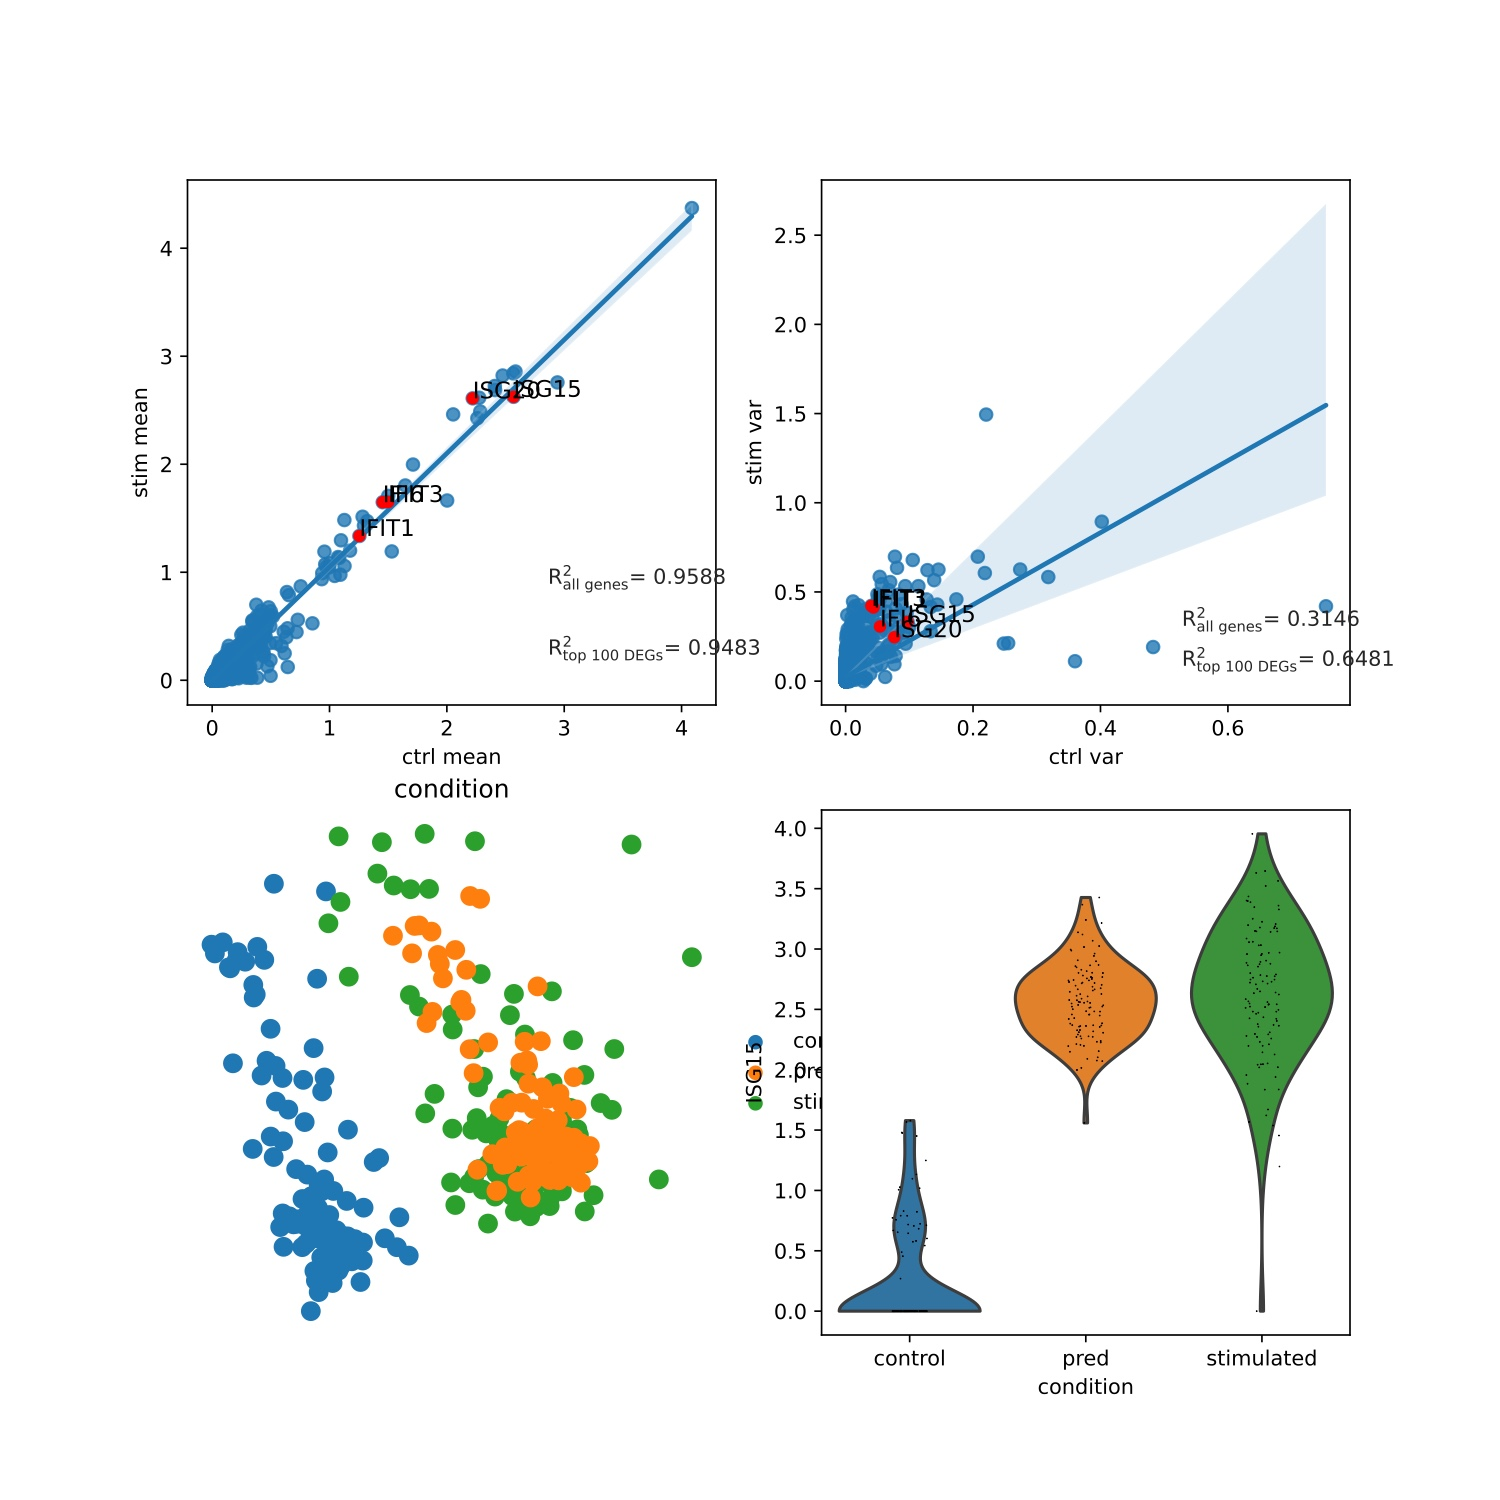 4
3
2
1
0
stim mean
ISG20
ISG15
IFI6
IFIT3
IFIT1
R²all genes= 0.9588
R²top 100 DEGs= 0.9483
0 1 2 3 4
ctrl mean
2.5
2.0
1.5
1.0
0.5
0.0
stim var
IFIT1
IFIT3
ISG15
IFI6
ISG20
R²all genes= 0.3146
R²top 100 DEGs= 0.6481
0.0 0.2 0.4 0.6
ctrl var
condition
4.0
3.5
3.0
2.5
2.0
1.5
1.0
0.5
0.0
ISG15
control pred stimulated
condition